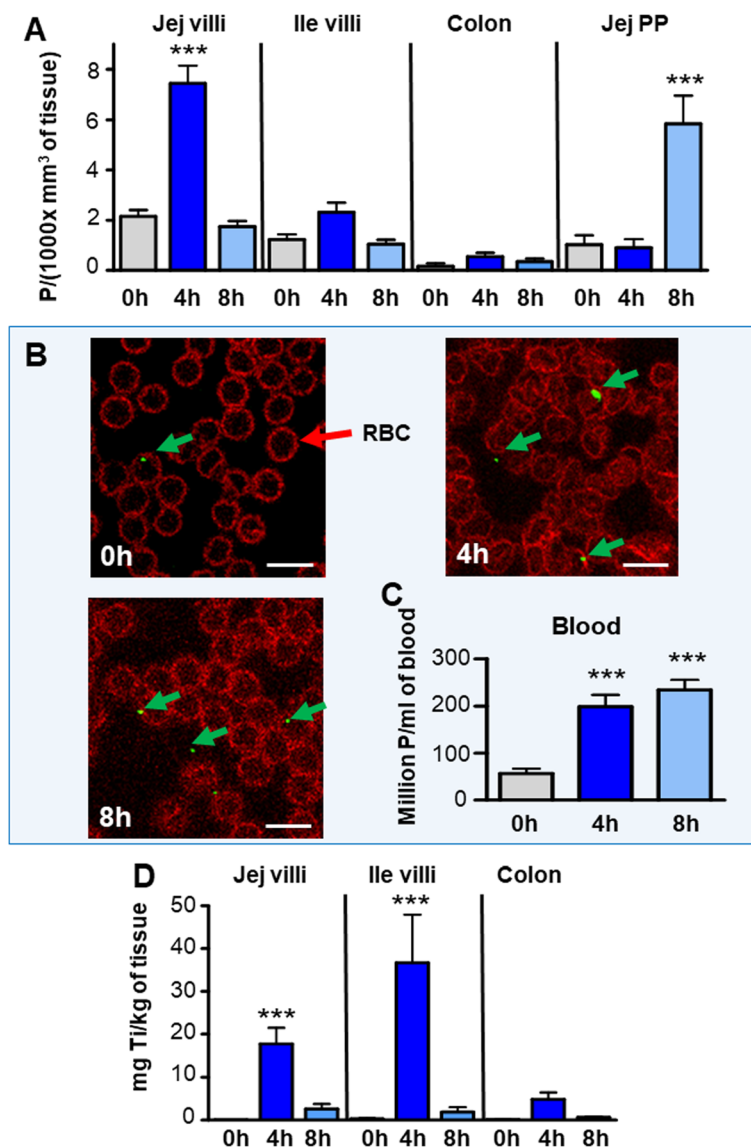 A
Jej villi Ile villi Colon Jej PP
P/(1000x mm³ of tissue)
8
6
4
2
0
*** ***
0h 4h 8h 0h 4h 8h 0h 4h 8h 0h 4h 8h
B
RBC
0h
4h
8h
C
Blood
Million P/ml of blood
300
200
100
0
*** ***
0h 4h 8h
D
Jej villi Ile villi Colon
mg Ti/kg of tissue
50
40
30
20
10
0
*** ***
0h 4h 8h 0h 4h 8h 0h 4h 8h